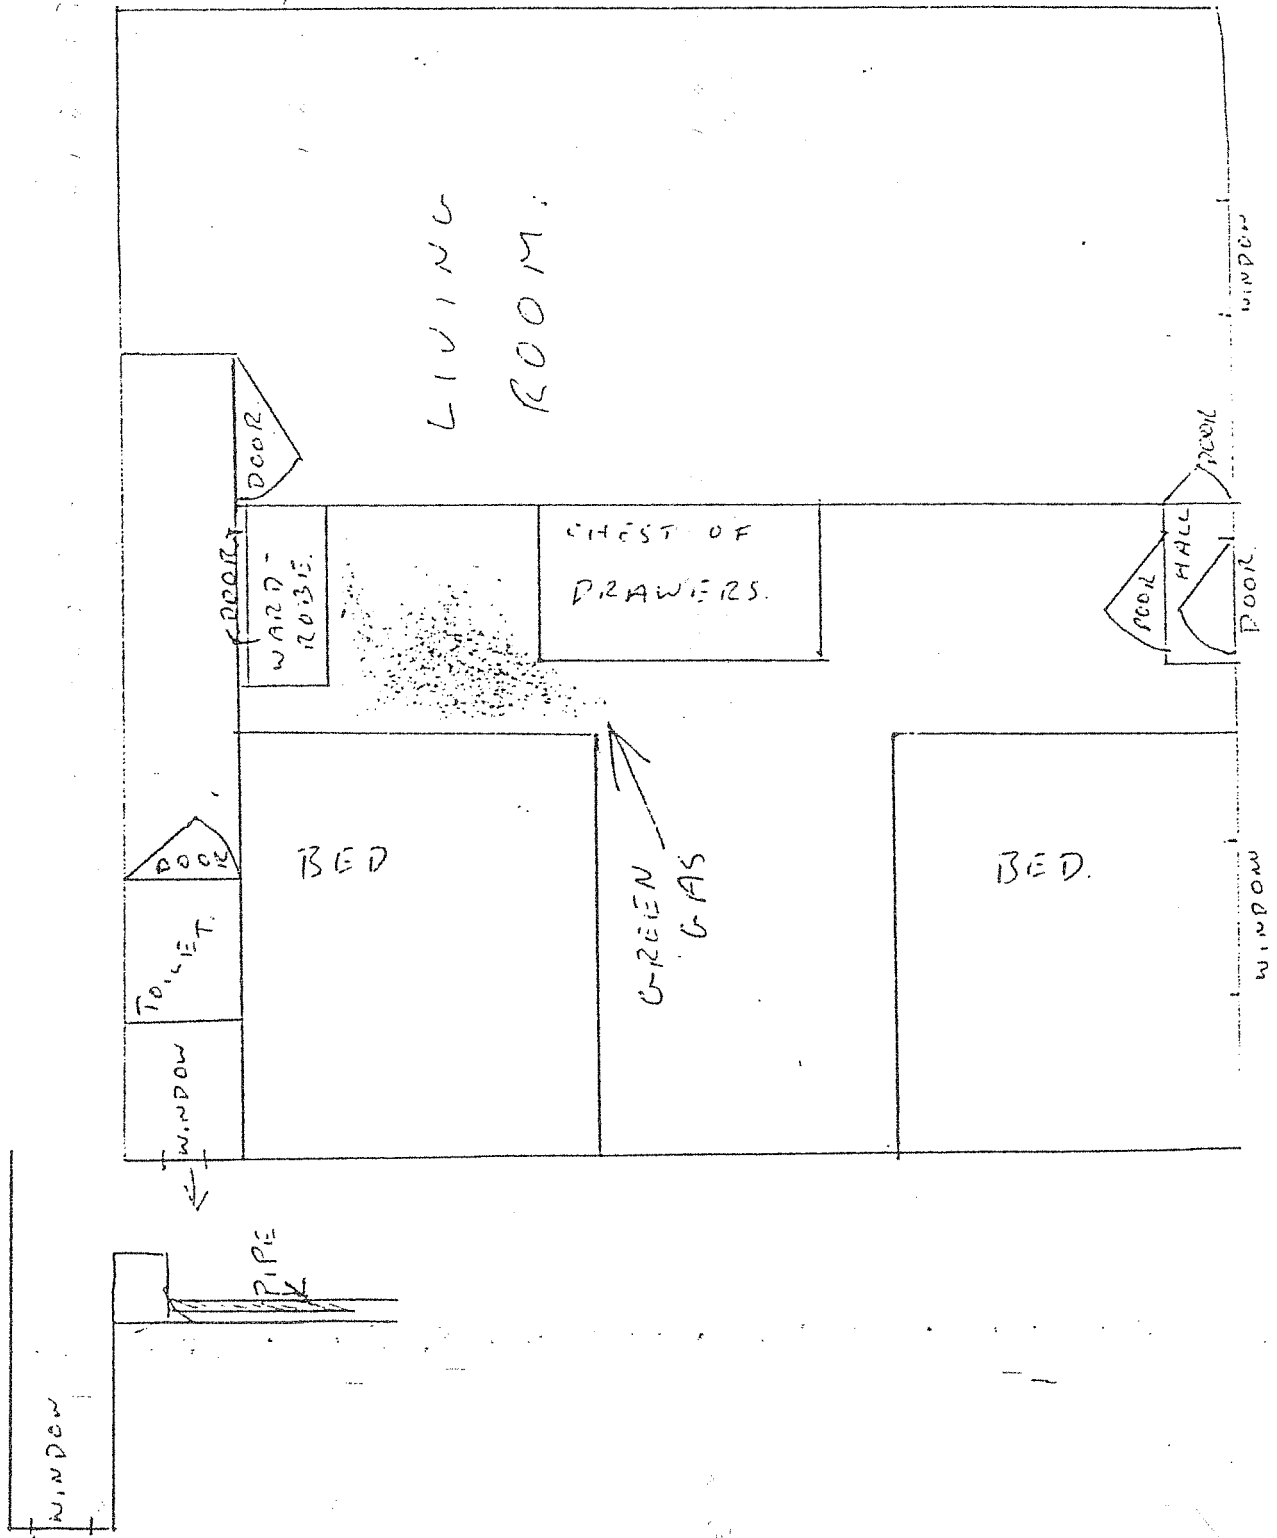 LIVING
ROOM.
WINDOW
DOOR.
DOOR
DOOR
WARD-
ROBE.
CHEST OF
DRAWERS.
DOOR
HALL
DOOR.
DOOR
BED
GREEN
GAS
BED.
TOILET.
WINDOW
WINDOW
PIPE
WINDOW